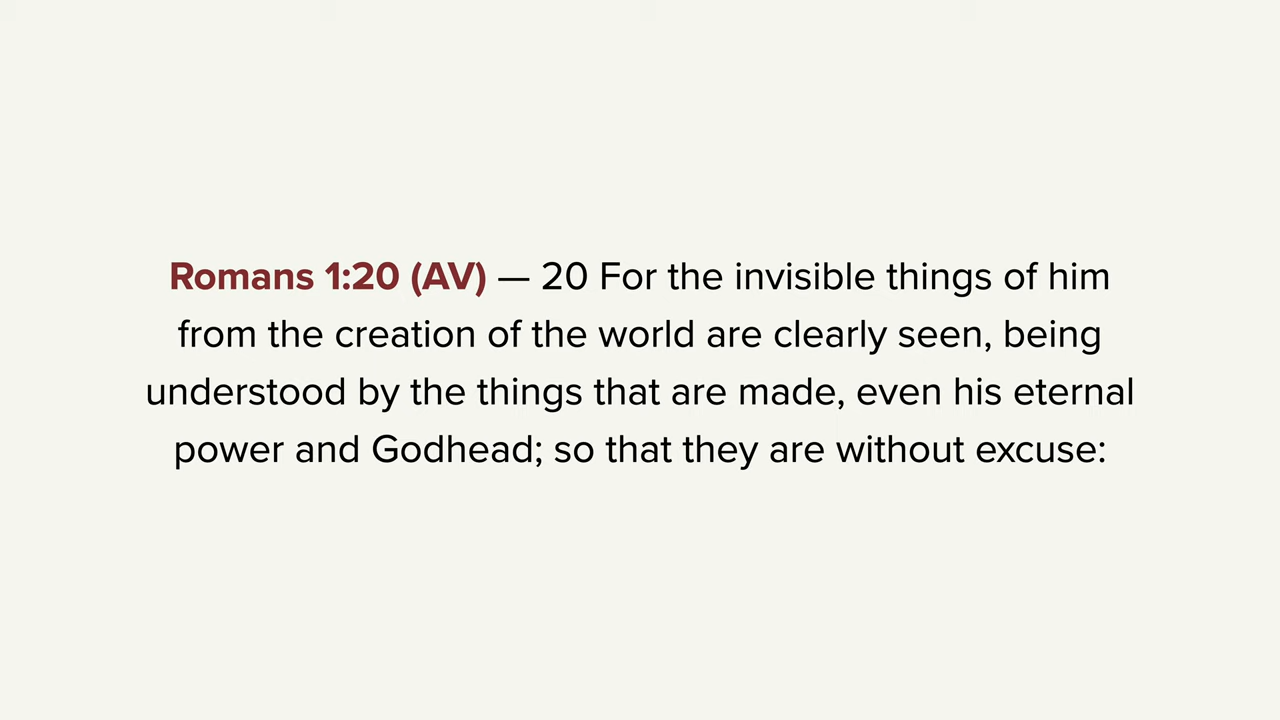 Romans 1:20 (AV) — 20 For the invisible things of him
from the creation of the world are clearly seen, being
understood by the things that are made, even his eternal
power and Godhead; so that they are without excuse: